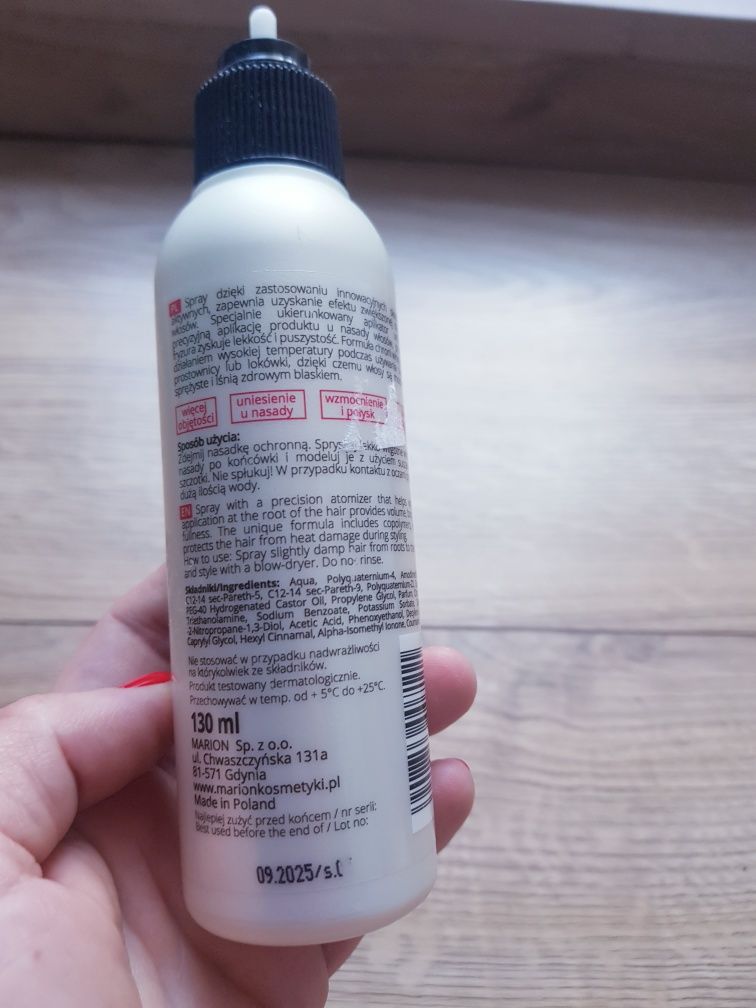 PL Spray dzięki zastosowaniu innowacyjnych
aktywnych, zapewnia uzyskanie efektu
włosów. Specjalnie ukierunkowany aplikator
precyzyjną aplikację produktu u nasady włosów
fryzura zyskuje lekkość i puszystość. Formuła chroni
działaniem wysokiej temperatury podczas
prostownicy lub lokówki, dzięki czemu włosy są
sprężyste i lśnią zdrowym blaskiem.
więcej objętości
uniesienie u nasady
wzmocnienie i połysk
Sposób użycia:
Zdejmij nasadkę ochronną.
nasady po końcówki i modeluj je z użyciem
szczotki. Nie spłukuj! W przypadku kontaktu z
dużą ilością wody.
EN Spray with a precision atomizer that helps
application at the root of the hair provides volume,
fullness. The unique formula includes
protects the hair from heat damage during styling.
How to use: Spray slightly damp hair from roots to
and style with a blow-dryer. Do not rinse.
Składniki/Ingredients: Aqua, Polyquaternium-4,
C12-14 sec-Pareth-5, C12-14 sec-Pareth-9,
PEG-40 Hydrogenated Castor Oil, Propylene Glycol, Parfum,
Triethanolamine, Sodium Benzoate, Potassium Sorbate,
-2-Nitropropane-1,3-Diol, Acetic Acid, Phenoxyethanol,
Caprylyl Glycol, Hexyl Cinnamal, Alpha-Isomethyl Ionone,
Nie stosować w przypadku nadwrażliwości
na którykolwiek ze składników.
Produkt testowany dermatologicznie.
Przechowywać w temp. od + 5°C do +25°C.
130 ml
MARION Sp. z o.o.
ul. Chwaszczyńska 131a
81-571 Gdynia
www.marionkosmetyki.pl
Made in Poland
Najlepiej zużyć przed końcem / nr serii:
Best used before the end of / Lot no:
09.2025/s.